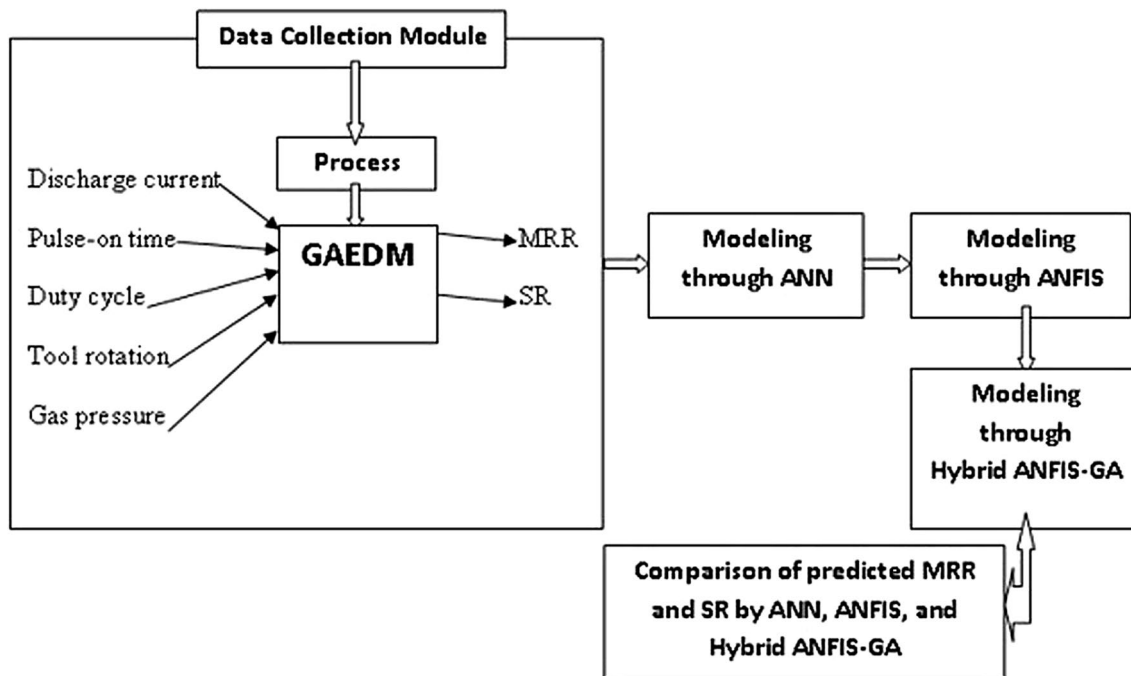 Data Collection Module
Process
Discharge current
Pulse-on time
Duty cycle
Tool rotation
Gas pressure
GAEDM
MRR
SR
Modeling
through ANN
Modeling
through ANFIS
Modeling
through
Hybrid ANFIS-GA
Comparison of predicted MRR
and SR by ANN, ANFIS, and
Hybrid ANFIS-GA